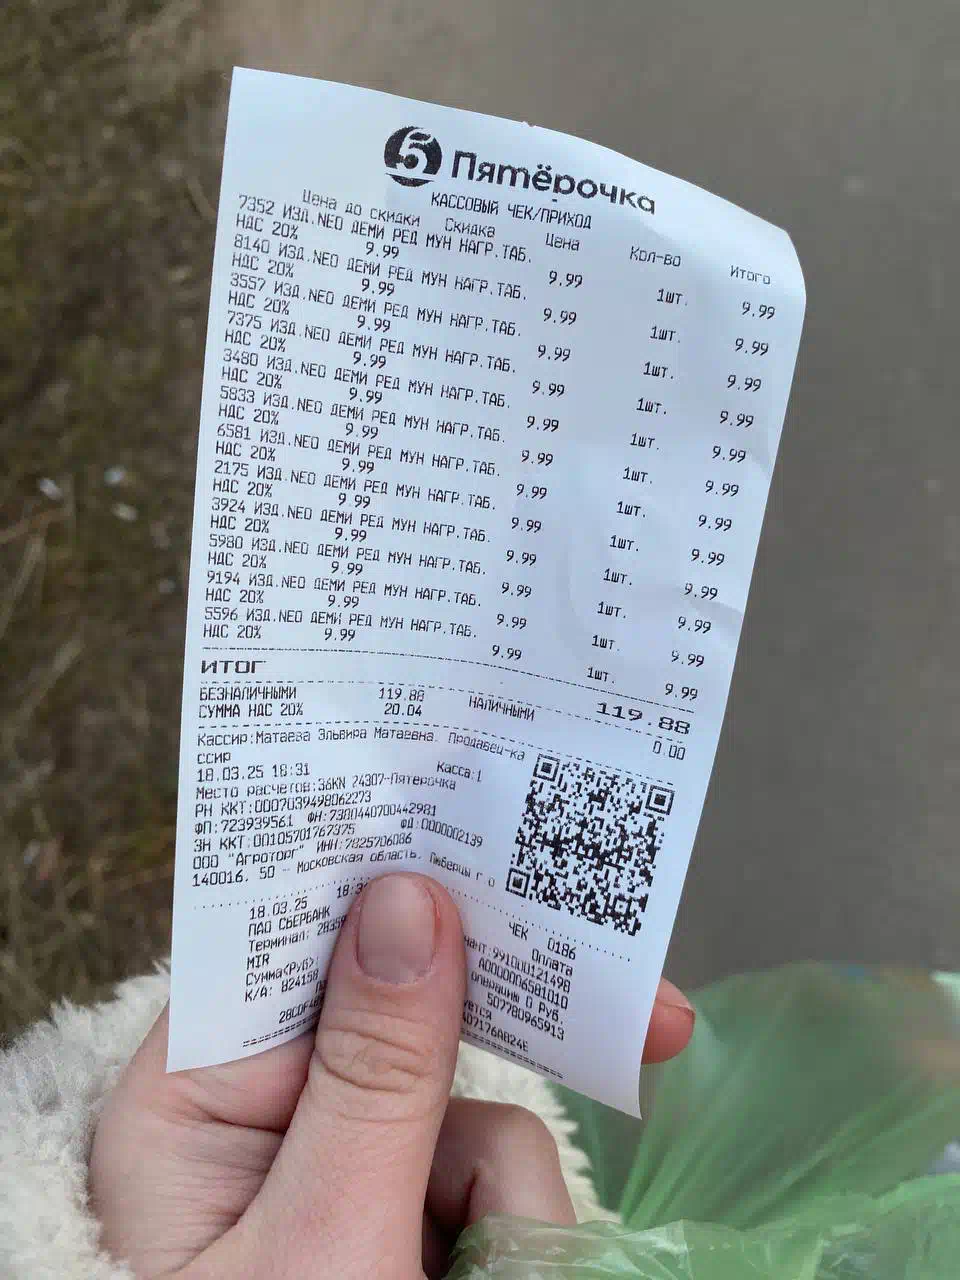 5 Пятёрочка
КАССОВЫЙ ЧЕК/ПРИХОД
Цена до скидки Скидка Цена Кол-во Итого
7352 ИЗД.NEO ДЕМИ РЕД МУН НАГР.ТАБ.
НДС 20% 9.99 9.99 1шт. 9.99
8140 ИЗД.NEO ДЕМИ РЕД МУН НАГР.ТАБ.
НДС 20% 9.99 9.99 1шт. 9.99
3557 ИЗД.NEO ДЕМИ РЕД МУН НАГР.ТАБ.
НДС 20% 9.99 9.99 1шт. 9.99
7375 ИЗД.NEO ДЕМИ РЕД МУН НАГР.ТАБ.
НДС 20% 9.99 9.99 1шт. 9.99
3480 ИЗД.NEO ДЕМИ РЕД МУН НАГР.ТАБ.
НДС 20% 9.99 9.99 1шт. 9.99
5833 ИЗД.NEO ДЕМИ РЕД МУН НАГР.ТАБ.
НДС 20% 9.99 9.99 1шт. 9.99
6581 ИЗД.NEO ДЕМИ РЕД МУН НАГР.ТАБ.
НДС 20% 9.99 9.99 1шт. 9.99
2175 ИЗД.NEO ДЕМИ РЕД МУН НАГР.ТАБ.
НДС 20% 9.99 9.99 1шт. 9.99
3924 ИЗД.NEO ДЕМИ РЕД МУН НАГР.ТАБ.
НДС 20% 9.99 9.99 1шт. 9.99
5980 ИЗД.NEO ДЕМИ РЕД МУН НАГР.ТАБ.
НДС 20% 9.99 9.99 1шт. 9.99
9194 ИЗД.NEO ДЕМИ РЕД МУН НАГР.ТАБ.
НДС 20% 9.99 9.99 1шт. 9.99
5596 ИЗД.NEO ДЕМИ РЕД МУН НАГР.ТАБ.
НДС 20% 9.99 9.99 1шт. 9.99
ИТОГ 119.88
БЕЗНАЛИЧНЫМИ 119.88 НАЛИЧНЫМИ 0.00
СУММА НДС 20% 20.04
Кассир:Матаева Эльвира Матаевна. Продавец-ка
ссир
18.03.25 18:31 Касса:1
Место расчетов:36KN 24307-Пятерочка
РН ККТ:0007039498062273
ФП:723939561 ФН:7380440700442981
ЗН ККТ:00105701767375 ФД:0000002139
ООО "Агроторг" ИНН:7825706086
140016, 50 - Московская область, Люберцы г о
18.03.25 ЧЕК 0186
ПАО СБЕРБАНК Оплата
Терминал:
MIR A0000006581010
Сумма(Руб): операцию 0 Руб.
К/А: 507780965913